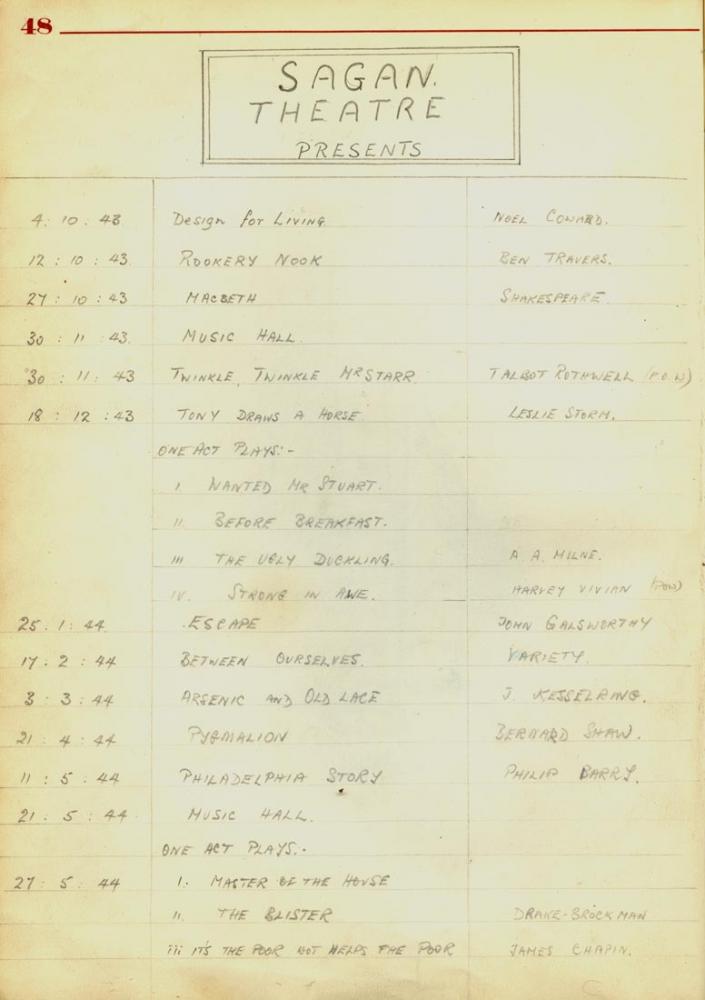 48
SAGAN.
THEATRE
PRESENTS
4 : 10 : 43 Design for LIVING. NOEL COWARD.
12 : 10 : 43 ROOKERY NOOK BEN TRAVERS.
27 : 10 : 43 MACBETH SHAKESPEARE.
30 : 11 : 43. MUSIC HALL.
30 : 11 : 43 TWINKLE, TWINKLE MR STARR. TALBOT ROTHWELL (P.O.W)
18 : 12 : 43 TONY DRAWS A HORSE. LESLIE STORM.
ONE ACT PLAYS:-
I. WANTED MR STUART.
II. BEFORE BREAKFAST.
III THE UGLY DUCKLING. A. A. MILNE.
IV. STRONG IN AWE. HARVEY VIVIAN (POW)
25 . 1 : 44. ESCAPE JOHN GALSWORTHY
17 . 2 : 44 BETWEEN OURSELVES. VARIETY.
3 : 3 : 44 ARSENIC AND OLD LACE J. KESSELRING.
21 : 4 : 44 PYGMALION BERNARD SHAW.
11 : 5 : 44 PHILADELPHIA STORY PHILIP BARRY.
21 : 5 : 44 MUSIC HALL.
ONE ACT PLAYS.-
27 : 5 : 44 I. MASTER OF THE HOUSE
II. THE BLISTER DRAKE-BROCKMAN
iii IT'S THE POOR WOT HELPS THE POOR JAMES CHAPIN.